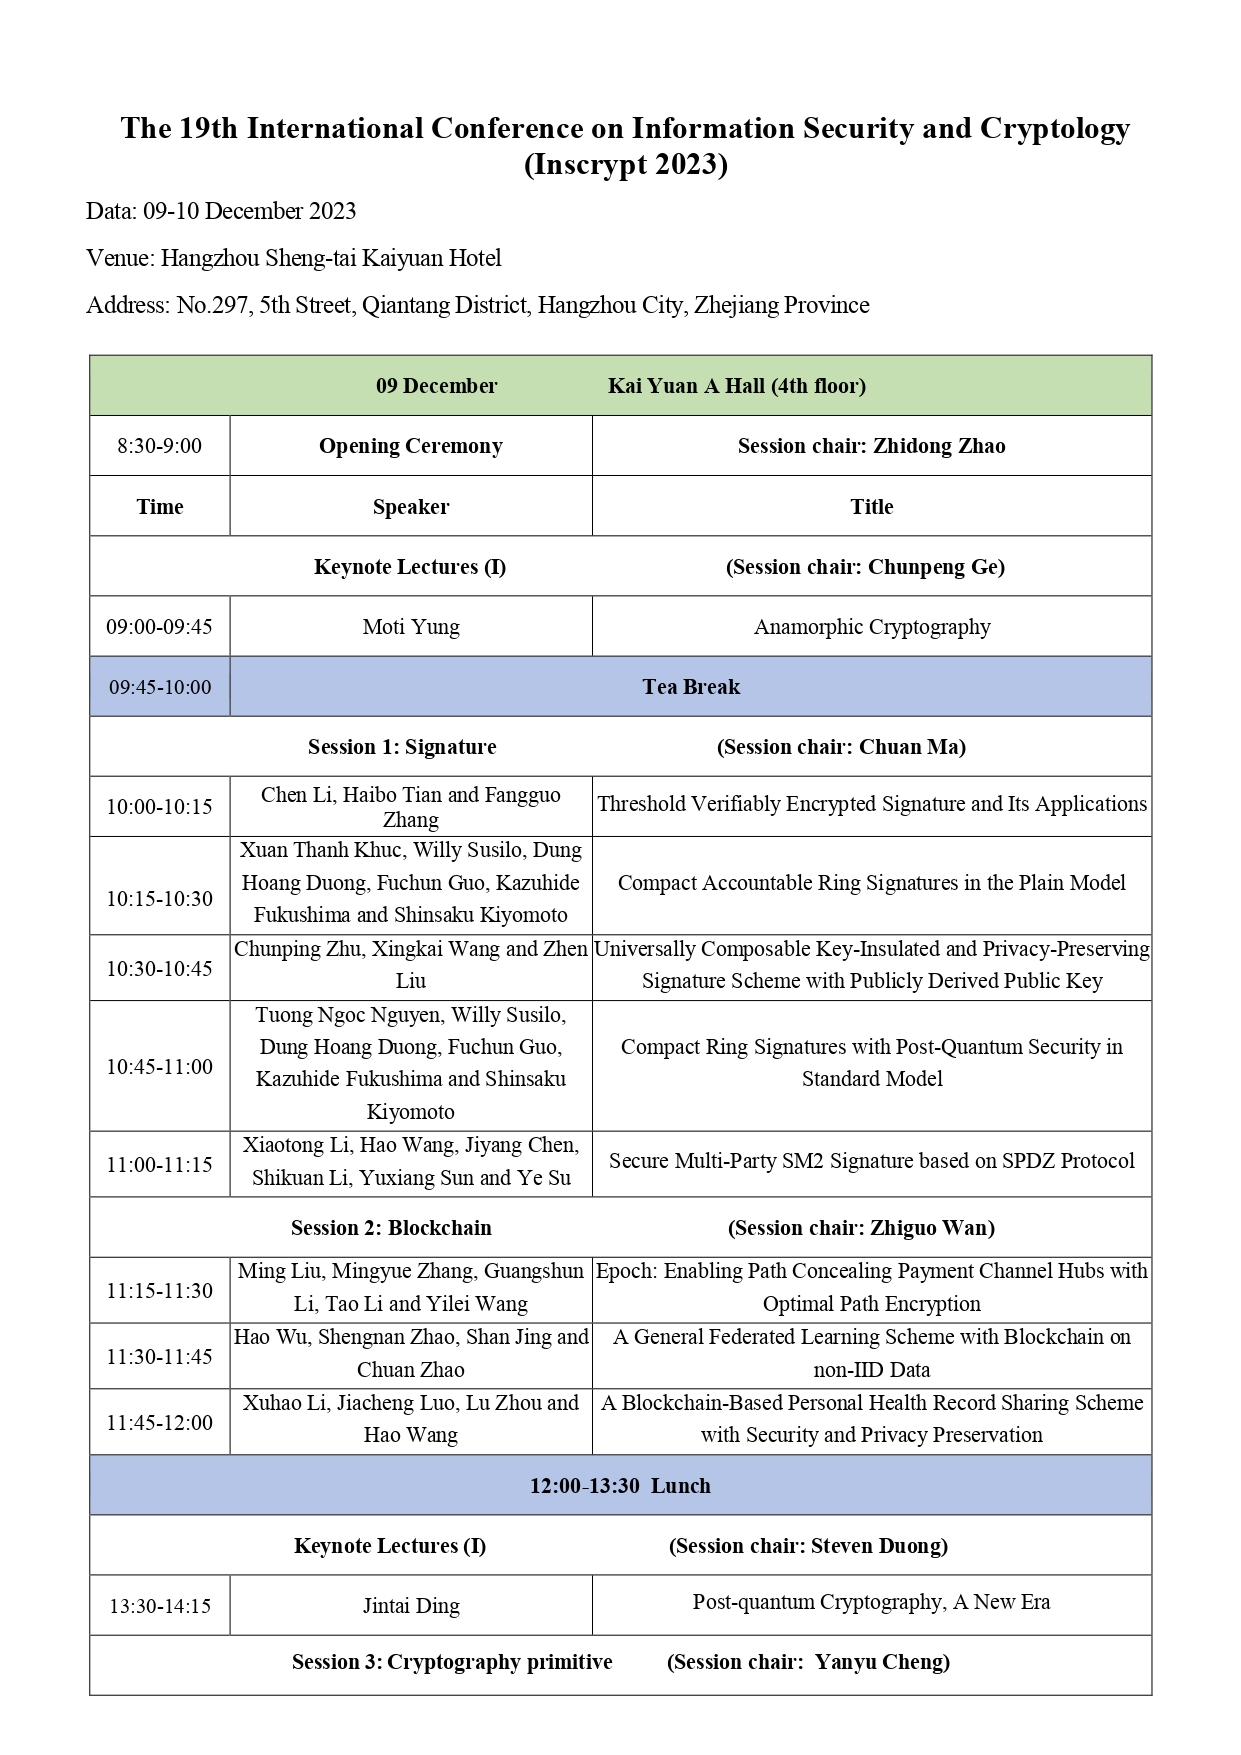 The 19th International Conference on Information Security and Cryptology
(Inscrypt 2023)
Data: 09-10 December 2023
Venue: Hangzhou Sheng-tai Kaiyuan Hotel
Address: No.297, 5th Street, Qiantang District, Hangzhou City, Zhejiang Province
09 December Kai Yuan A Hall (4th floor)
8:30-9:00 Opening Ceremony Session chair: Zhidong Zhao
Time Speaker Title
Keynote Lectures (I) (Session chair: Chunpeng Ge)
09:00-09:45 Moti Yung Anamorphic Cryptography
09:45-10:00 Tea Break
Session 1: Signature (Session chair: Chuan Ma)
10:00-10:15
Chen Li, Haibo Tian and Fangguo
Zhang
Threshold Verifiably Encrypted Signature and Its Applications
10:15-10:30
Xuan Thanh Khuc, Willy Susilo, Dung
Hoang Duong, Fuchun Guo, Kazuhide
Fukushima and Shinsaku Kiyomoto
Compact Accountable Ring Signatures in the Plain Model
10:30-10:45
Chunping Zhu, Xingkai Wang and Zhen
Liu
Universally Composable Key-Insulated and Privacy-Preserving
Signature Scheme with Publicly Derived Public Key
10:45-11:00
Tuong Ngoc Nguyen, Willy Susilo,
Dung Hoang Duong, Fuchun Guo,
Kazuhide Fukushima and Shinsaku
Kiyomoto
Compact Ring Signatures with Post-Quantum Security in
Standard Model
11:00-11:15
Xiaotong Li, Hao Wang, Jiyang Chen,
Shikuan Li, Yuxiang Sun and Ye Su
Secure Multi-Party SM2 Signature based on SPDZ Protocol
Session 2: Blockchain (Session chair: Zhiguo Wan)
11:15-11:30
Ming Liu, Mingyue Zhang, Guangshun
Li, Tao Li and Yilei Wang
Epoch: Enabling Path Concealing Payment Channel Hubs with
Optimal Path Encryption
11:30-11:45
Hao Wu, Shengnan Zhao, Shan Jing and
Chuan Zhao
A General Federated Learning Scheme with Blockchain on
non-IID Data
11:45-12:00
Xuhao Li, Jiacheng Luo, Lu Zhou and
Hao Wang
A Blockchain-Based Personal Health Record Sharing Scheme
with Security and Privacy Preservation
12:00-13:30 Lunch
Keynote Lectures (I) (Session chair: Steven Duong)
13:30-14:15 Jintai Ding Post-quantum Cryptography, A New Era
Session 3: Cryptography primitive (Session chair: Yanyu Cheng)